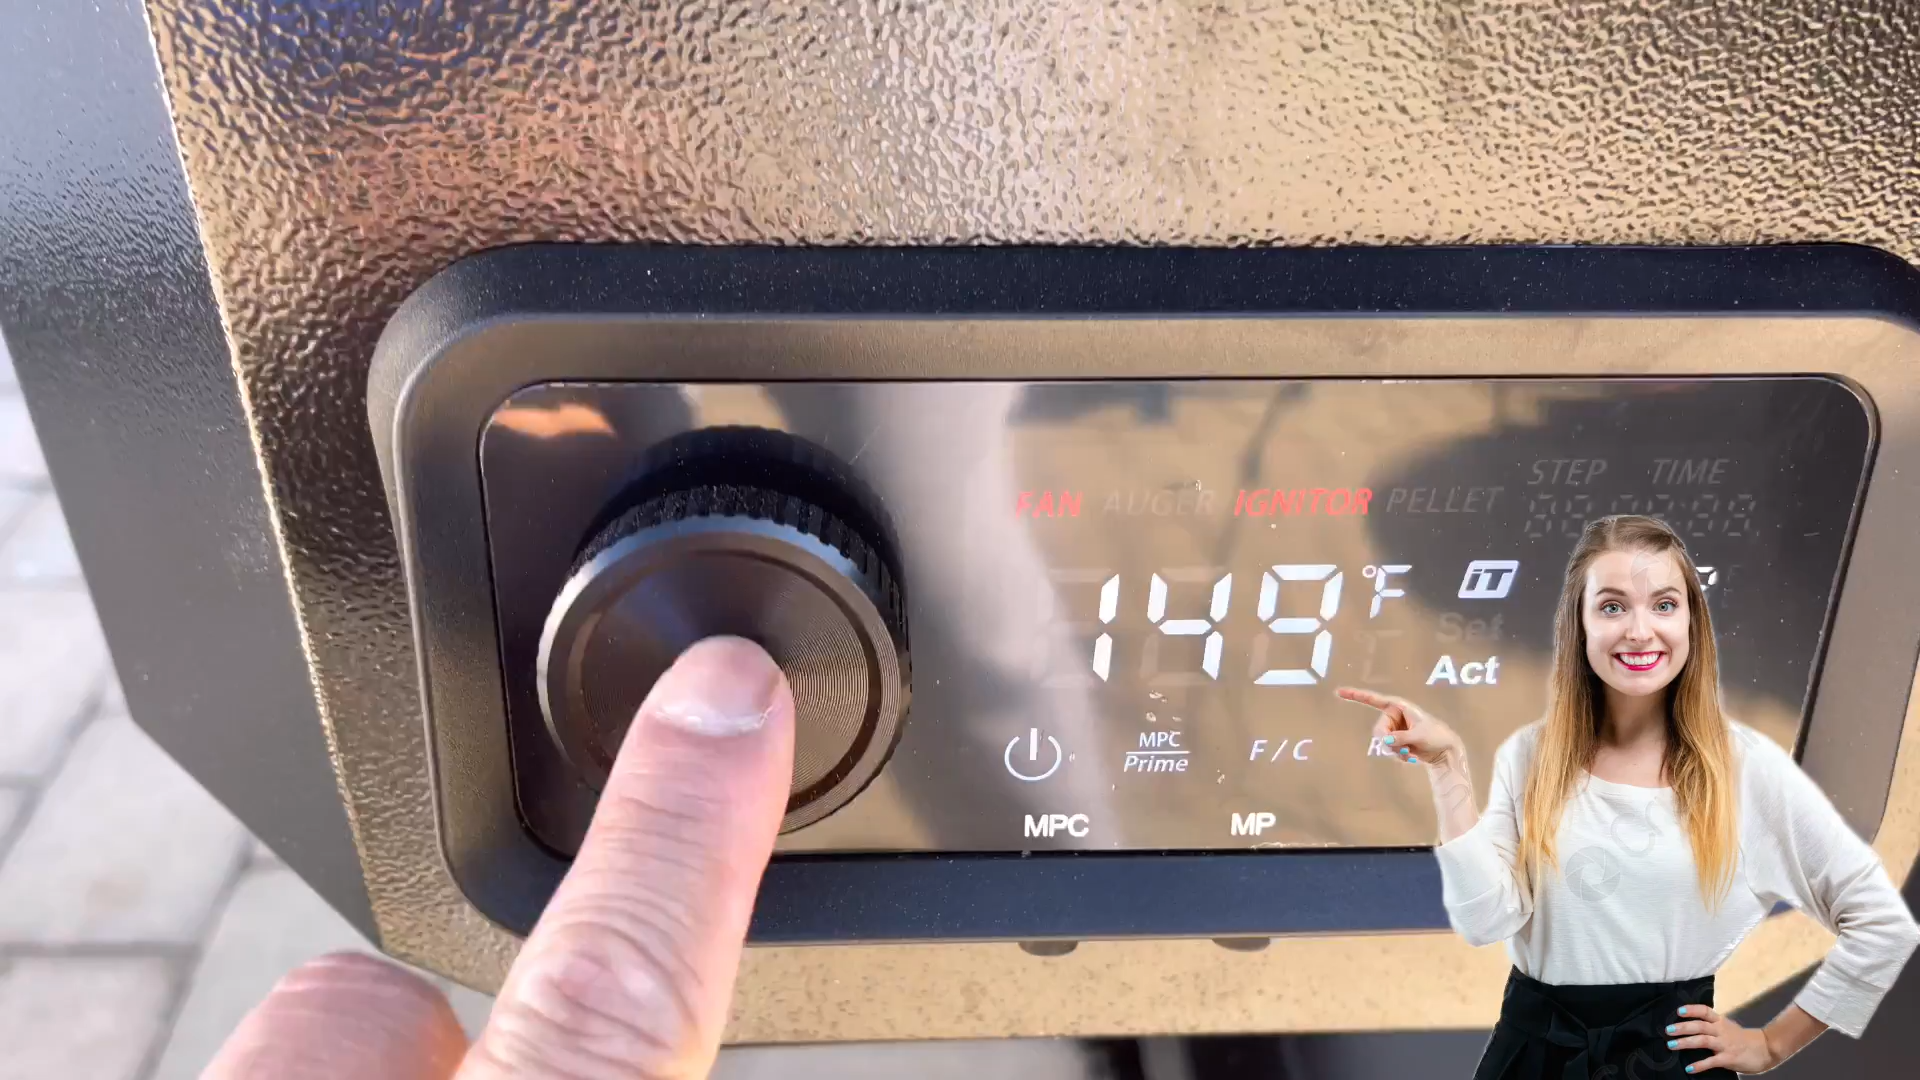 STEP TIME
FAN AUGER IGNITOR PELLET
149°F iT
Set
Act
MPC
Prime F/C
MPC MP